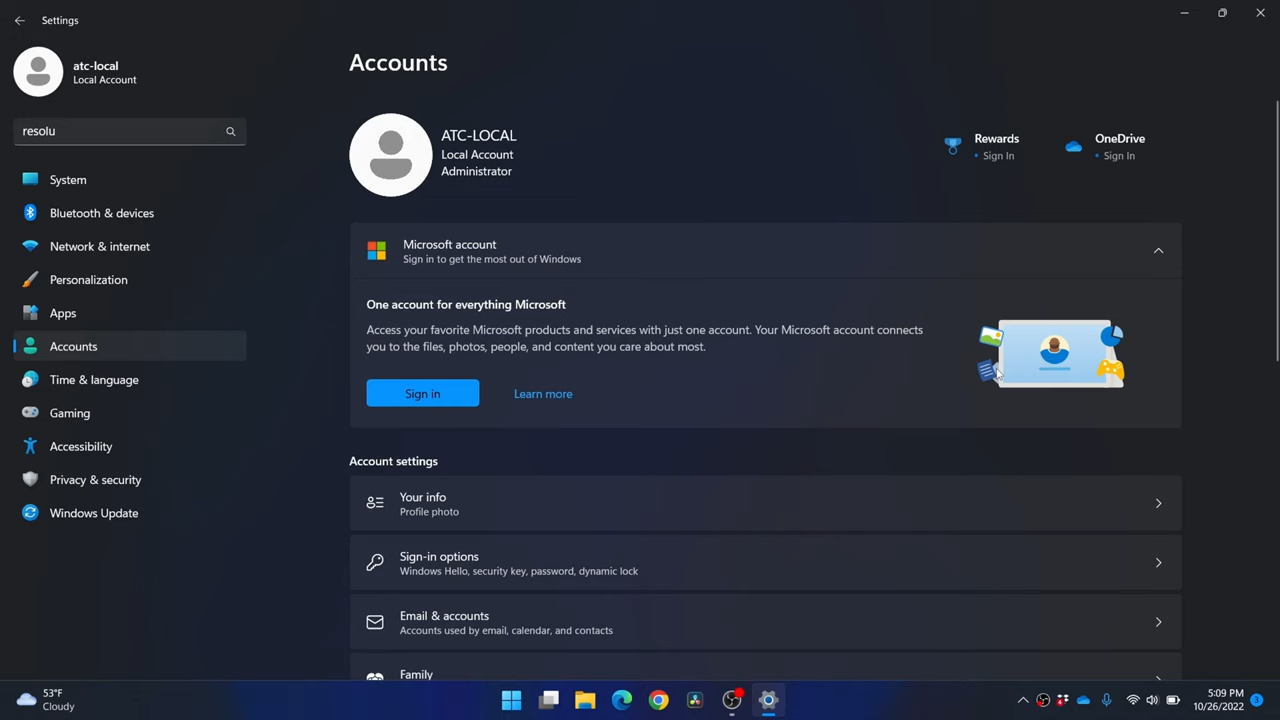 Settings
atc-local
Local Account
resolu
System
Bluetooth & devices
Network & internet
Personalization
Apps
Accounts
Time & language
Gaming
Accessibility
Privacy & security
Windows Update
Accounts
ATC-LOCAL
Local Account
Administrator
Rewards
• Sign In
OneDrive
• Sign In
Microsoft account
Sign in to get the most out of Windows
One account for everything Microsoft
Access your favorite Microsoft products and services with just one account. Your Microsoft account connects
you to the files, photos, people, and content you care about most.
Sign in
Learn more
Account settings
Your info
Profile photo
Sign-in options
Windows Hello, security key, password, dynamic lock
Email & accounts
Accounts used by email, calendar, and contacts
Family
53°F
Cloudy
5:09 PM
10/26/2022
3